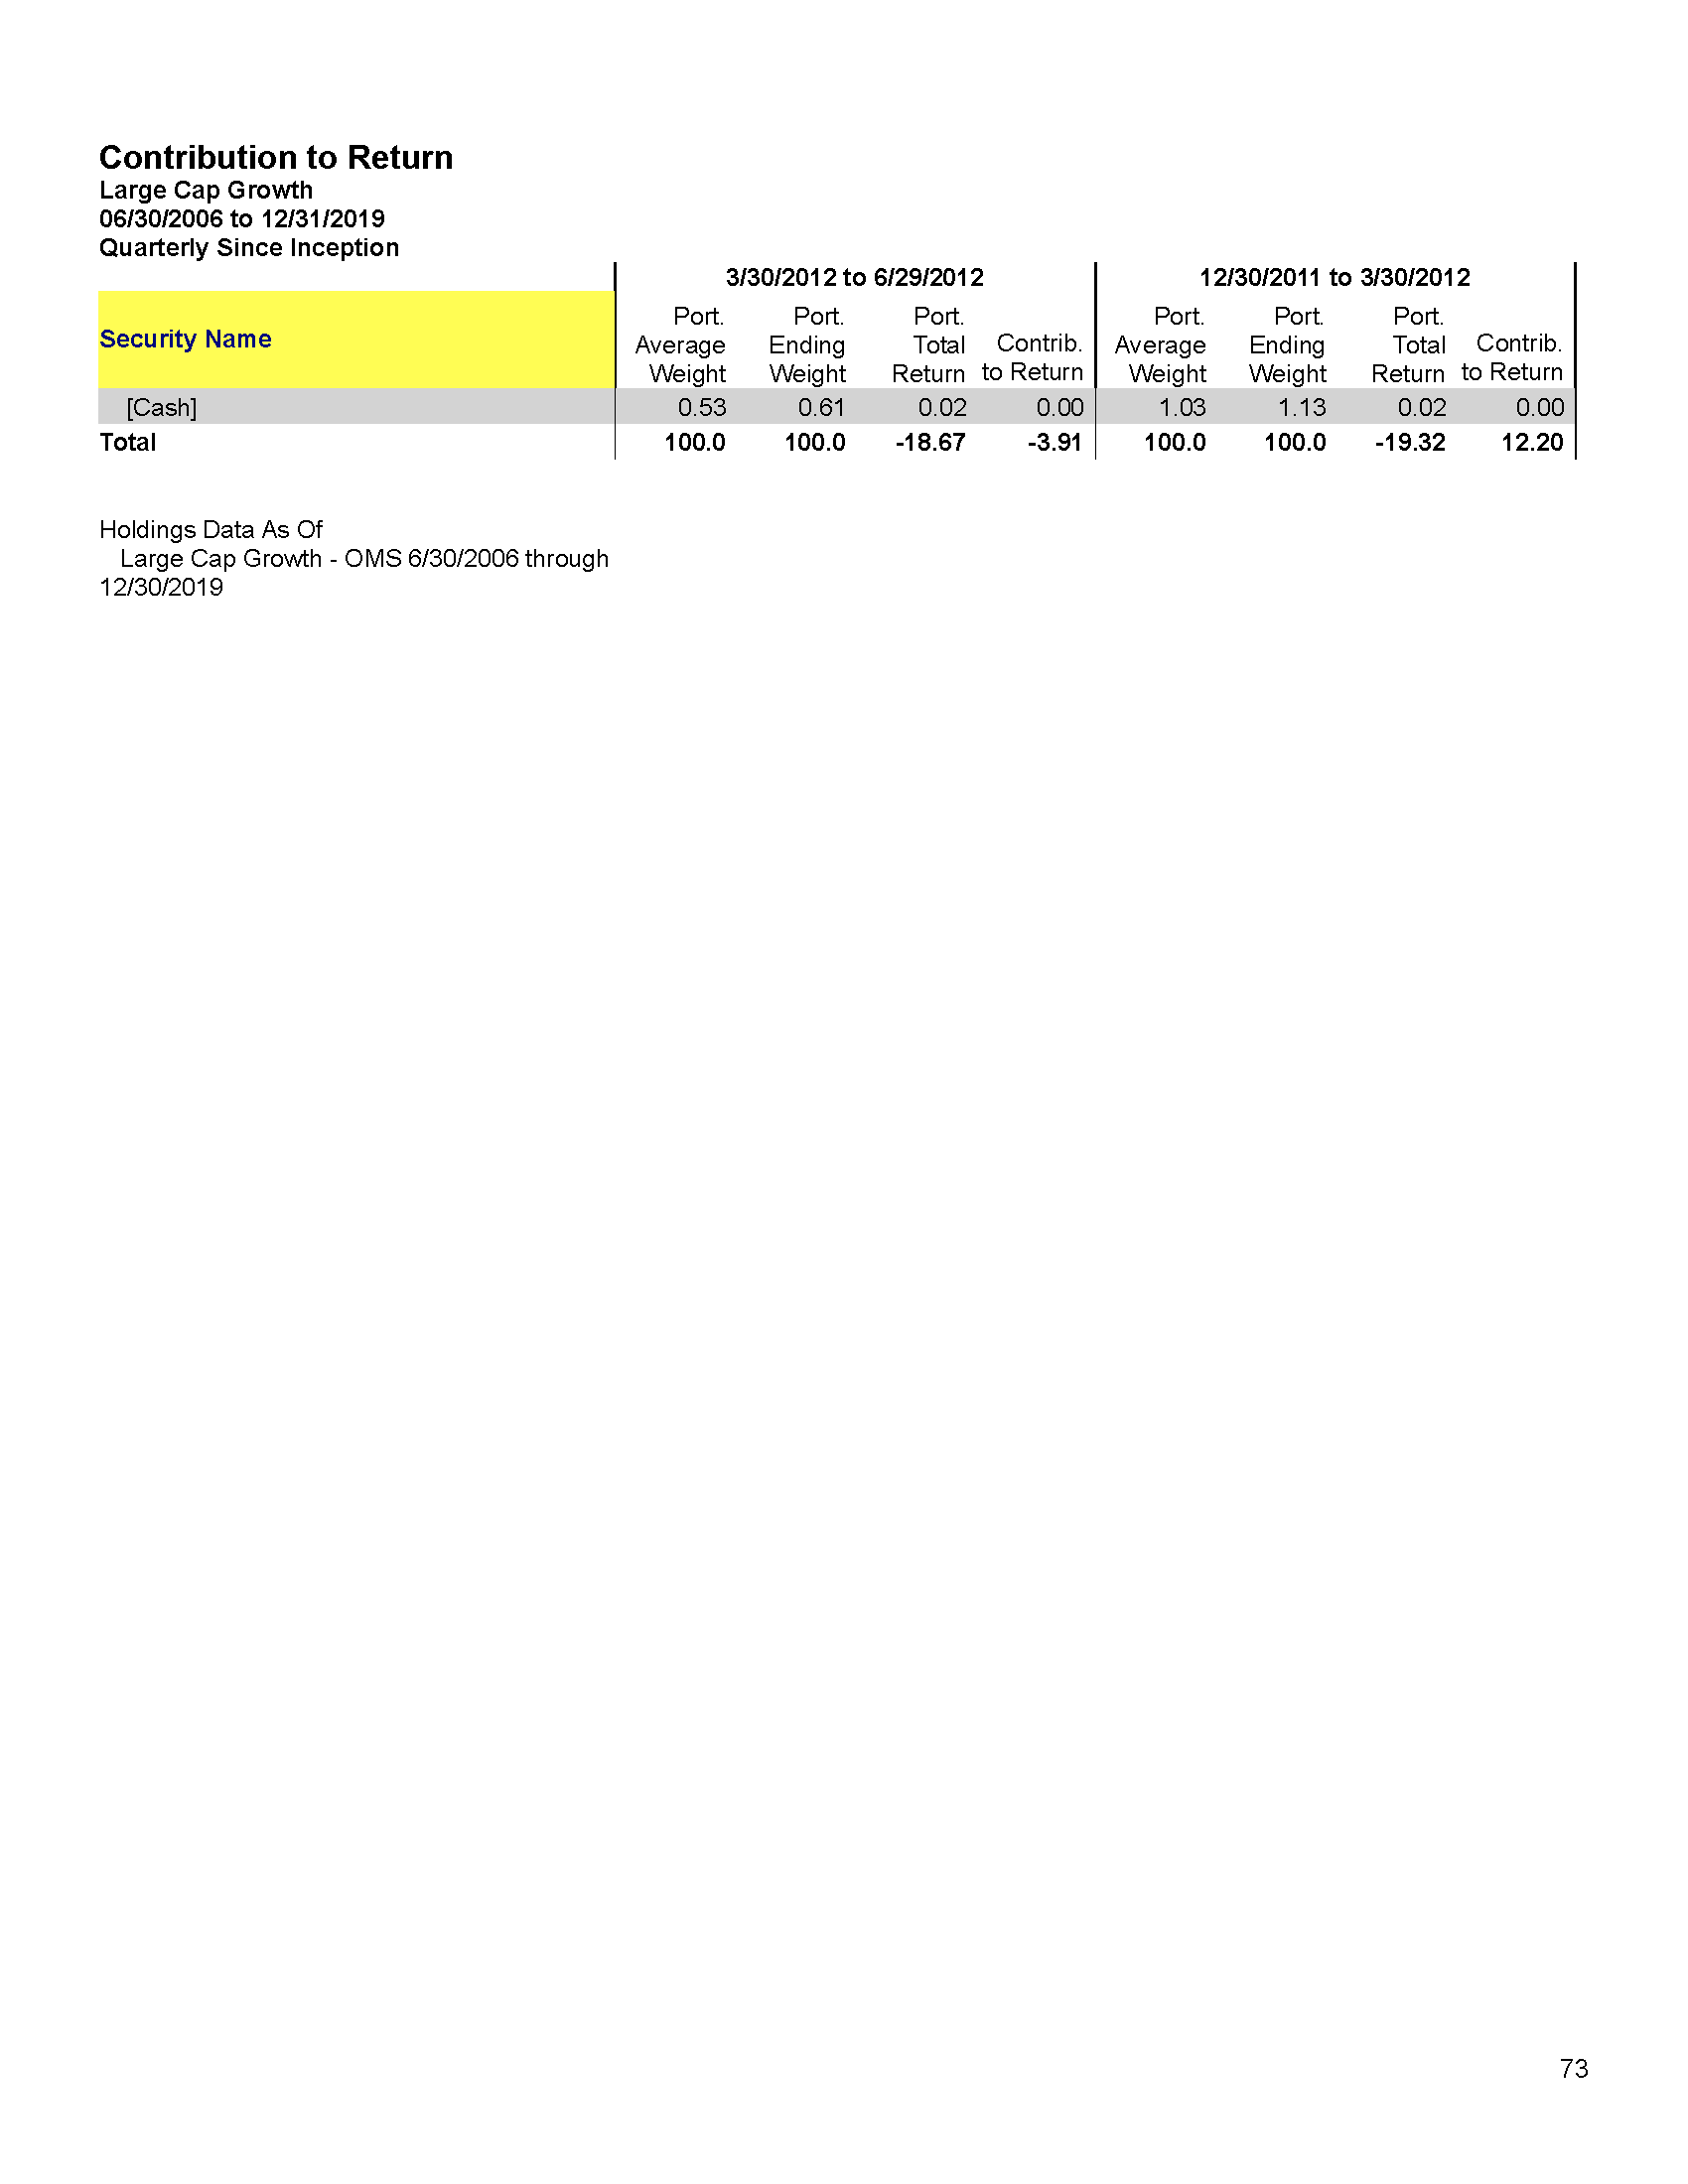 Contribution to Return
Large Cap Growth
06/30/2006 to 12/31/2019
Quarterly Since Inception
3/30/2012 to 6/29/2012 12/30/2011 to 3/30/2012
Security Name
Port. Port. Port. Port. Port. Port.
Average Ending Total Contrib. Average Ending Total Contrib.
Weight Weight Return to Return Weight Weight Return to Return
[Cash] 0.53 0.61 0.02 0.00 1.03 1.13 0.02 0.00
Total 100.0 100.0 -18.67 -3.91 100.0 100.0 -19.32 12.20
Holdings Data As Of
Large Cap Growth - OMS 6/30/2006 through
12/30/2019
73